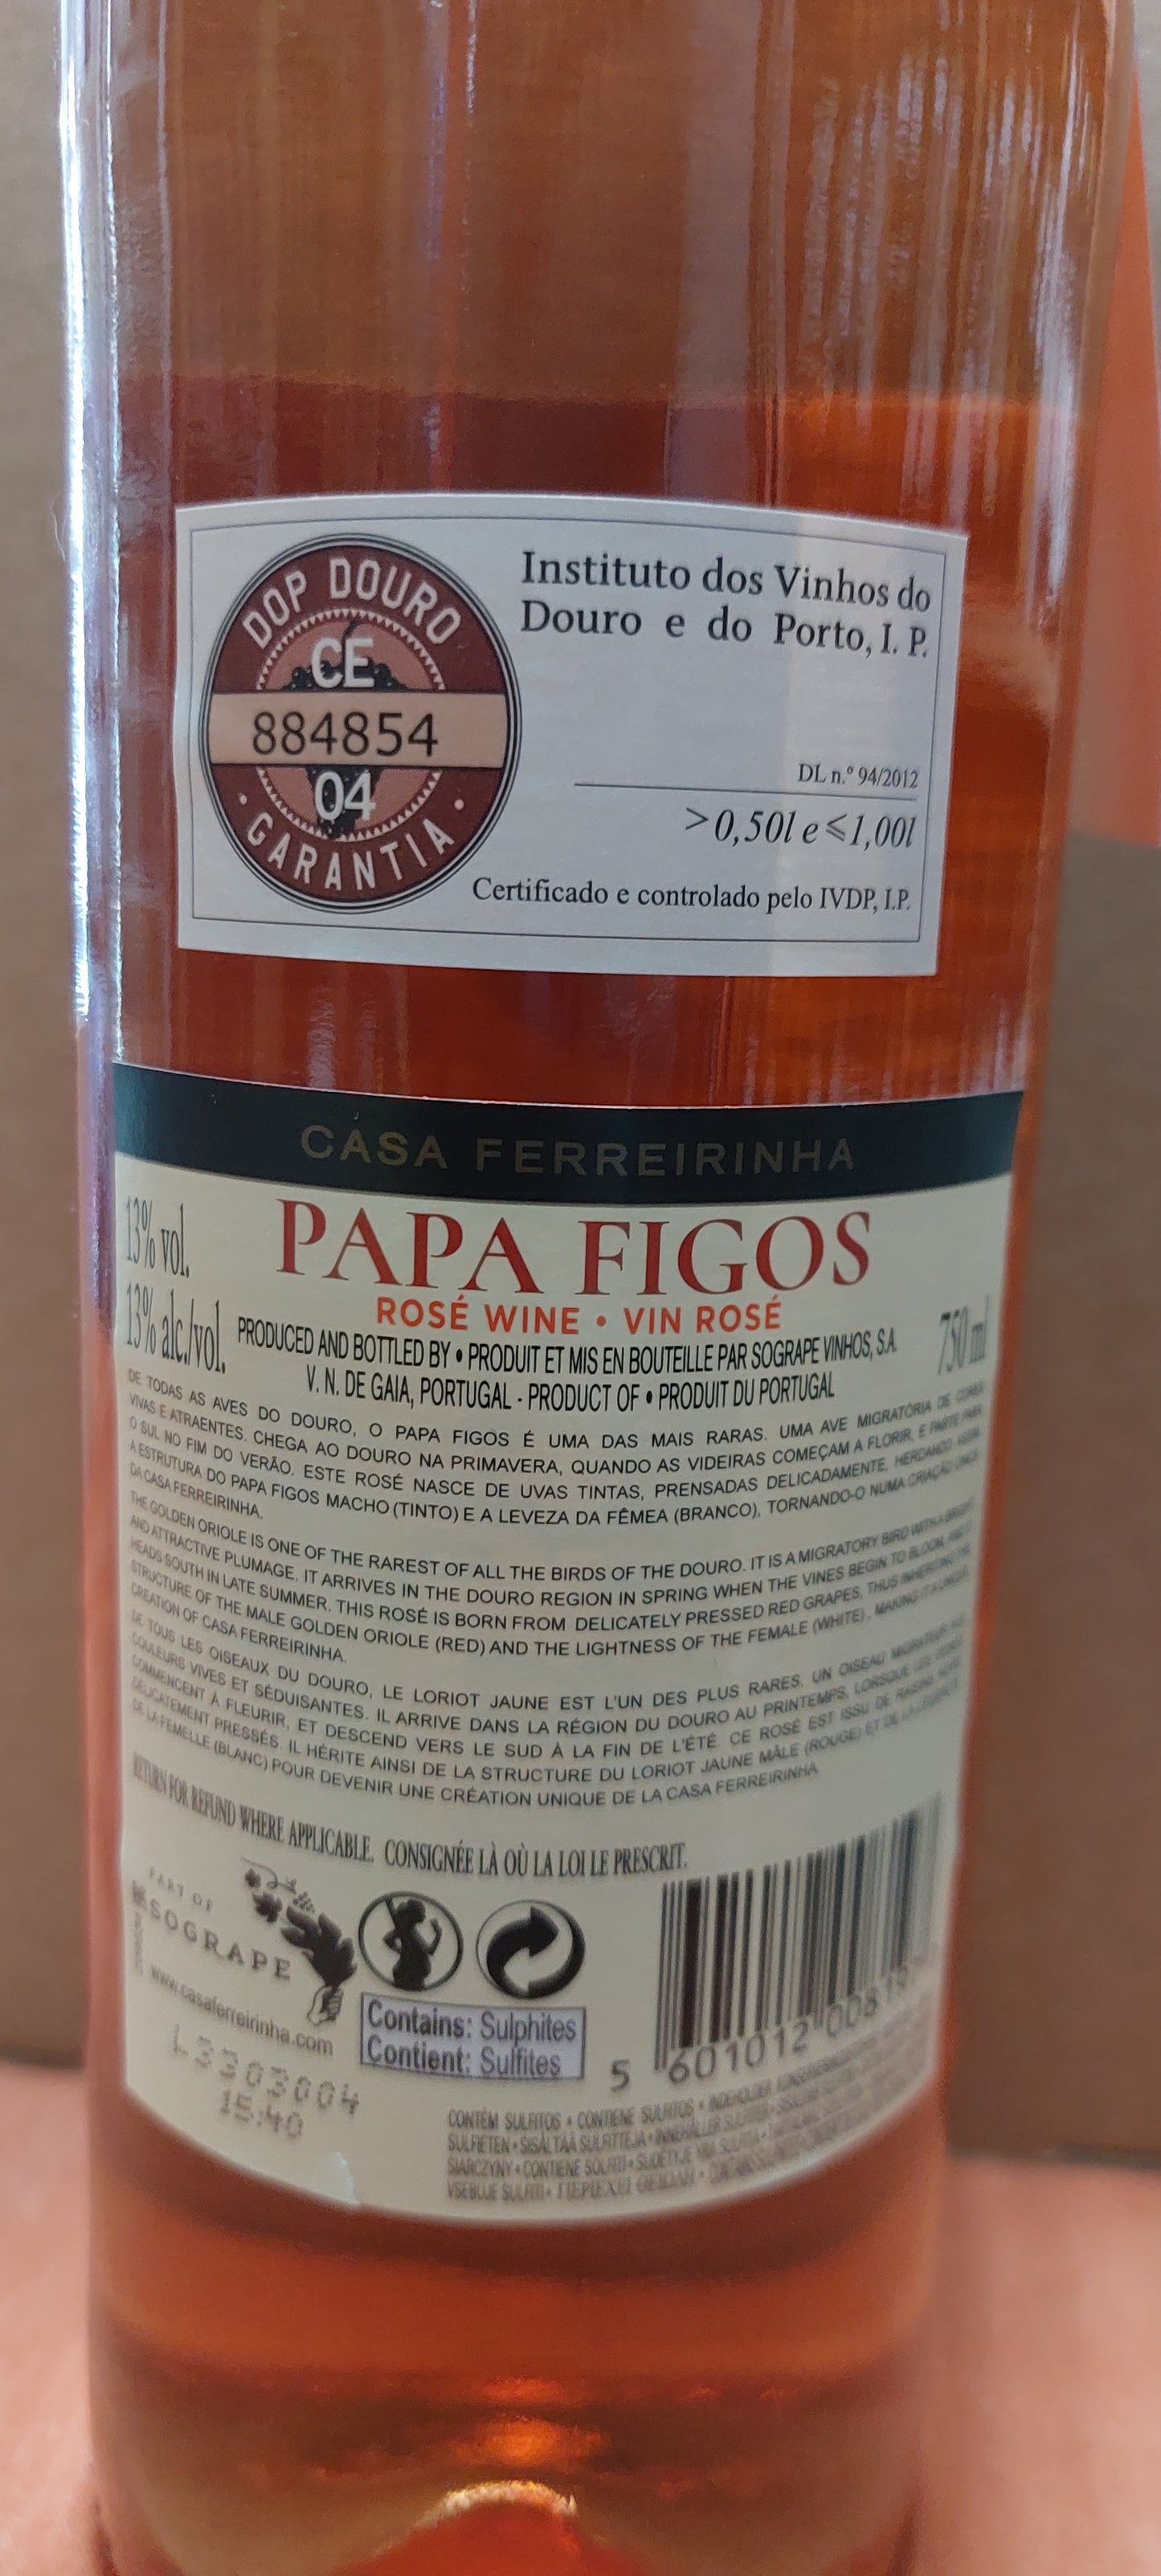 DOP DOURO
CE
884854
04
• GARANTIA •
Instituto dos Vinhos do
Douro e do Porto, I. P.
DL n.º 94/2012
>0,50l e ≤1,00l
Certificado e controlado pelo IVDP, I.P.
CASA FERREIRINHA
13% vol.
13% alc./vol.
PAPA FIGOS
ROSÉ WINE • VIN ROSÉ
750 ml
PRODUCED AND BOTTLED BY • PRODUIT ET MIS EN BOUTEILLE PAR SOGRAPE VINHOS, S.A.
V. N. DE GAIA, PORTUGAL - PRODUCT OF • PRODUIT DU PORTUGAL
DE TODAS AS AVES DO DOURO, O PAPA FIGOS É UMA DAS MAIS RARAS. UMA AVE MIGRATÓRIA DE CORES
VIVAS E ATRAENTES. CHEGA AO DOURO NA PRIMAVERA, QUANDO AS VIDEIRAS COMEÇAM A FLORIR, E PARTE PARA
O SUL NO FIM DO VERÃO. ESTE ROSÉ NASCE DE UVAS TINTAS, PRENSADAS DELICADAMENTE, HERDANDO ASSIM
A ESTRUTURA DO PAPA FIGOS MACHO (TINTO) E A LEVEZA DA FÊMEA (BRANCO), TORNANDO-O NUMA CRIAÇÃO ÚNICA
DA CASA FERREIRINHA.
THE GOLDEN ORIOLE IS ONE OF THE RAREST OF ALL THE BIRDS OF THE DOURO. IT IS A MIGRATORY BIRD WITH A BRIGHT
AND ATTRACTIVE PLUMAGE. IT ARRIVES IN THE DOURO REGION IN SPRING WHEN THE VINES BEGIN TO BLOOM, AND IT
HEADS SOUTH IN LATE SUMMER. THIS ROSÉ IS BORN FROM DELICATELY PRESSED RED GRAPES, THUS INHERITING THE
STRUCTURE OF THE MALE GOLDEN ORIOLE (RED) AND THE LIGHTNESS OF THE FEMALE (WHITE), MAKING IT A UNIQUE
CREATION OF CASA FERREIRINHA.
DE TOUS LES OISEAUX DU DOURO, LE LORIOT JAUNE EST L'UN DES PLUS RARES. UN OISEAU MIGRATEUR AUX
COULEURS VIVES ET SÉDUISANTES. IL ARRIVE DANS LA RÉGION DU DOURO AU PRINTEMPS, LORSQUE LES VIGNES
COMMENCENT À FLEURIR, ET DESCEND VERS LE SUD À LA FIN DE L'ÉTÉ. CE ROSÉ EST ISSU DE RAISINS
DÉLICATEMENT PRESSÉS. IL HÉRITE AINSI DE LA STRUCTURE DU LORIOT JAUNE MÂLE (ROUGE) ET DE LA
DE LA FEMELLE (BLANC) POUR DEVENIR UNE CRÉATION UNIQUE DE LA CASA FERREIRINHA.
RETURN FOR REFUND WHERE APPLICABLE. CONSIGNÉE LÀ OÙ LA LOI LE PRESCRIT.
PART OF
SOGRAPE
www.casaferreirinha.com
L3303004
15:40
Contains: Sulphites
Contient: Sulfites
5 601012 008
CONTÉM SULFITOS • CONTIENE SULFITOS •
SULFIETEN • SISÄLTÄÄ SULFIITTEJA • INNEHÅLLER
SIARCZYNY • CONTIENE SOLFITI •
VSEBUJE SULFITI •